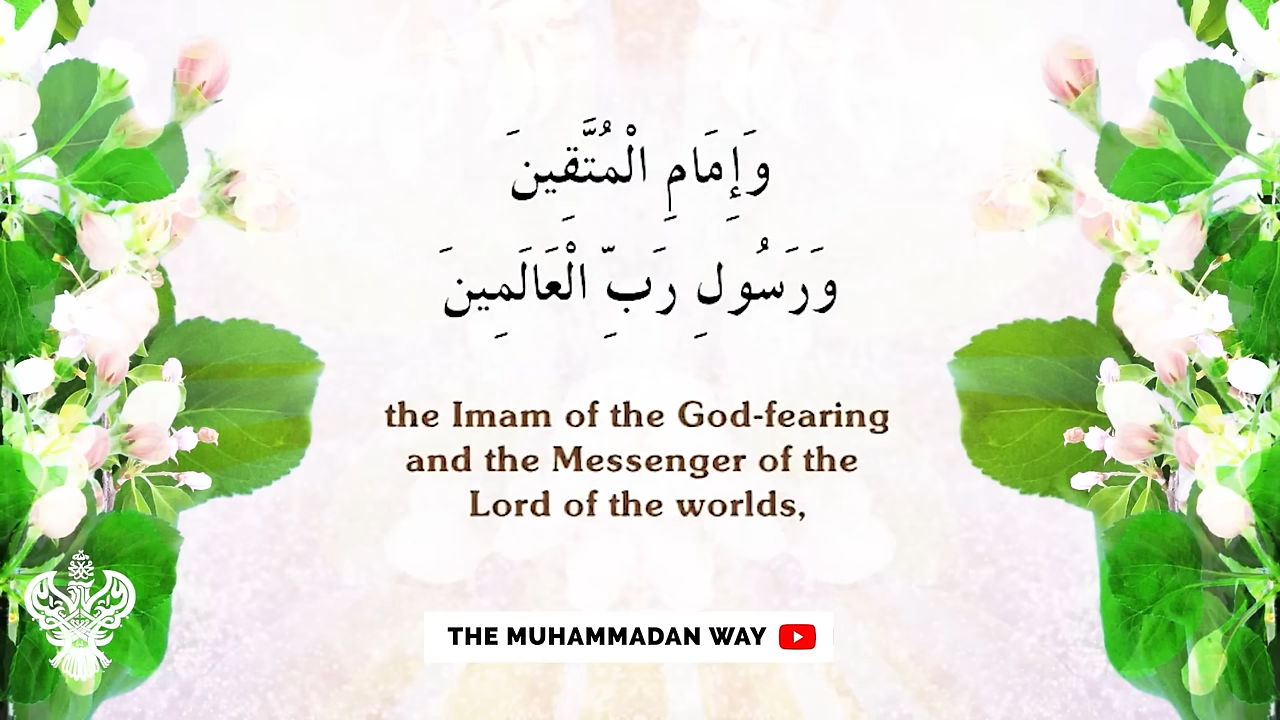 وَإِمَامِ الْمُتَّقِينَ
وَرَسُولِ رَبِّ الْعَالَمِينَ
the Imam of the God-fearing
and the Messenger of the
Lord of the worlds,
THE MUHAMMADAN WAY